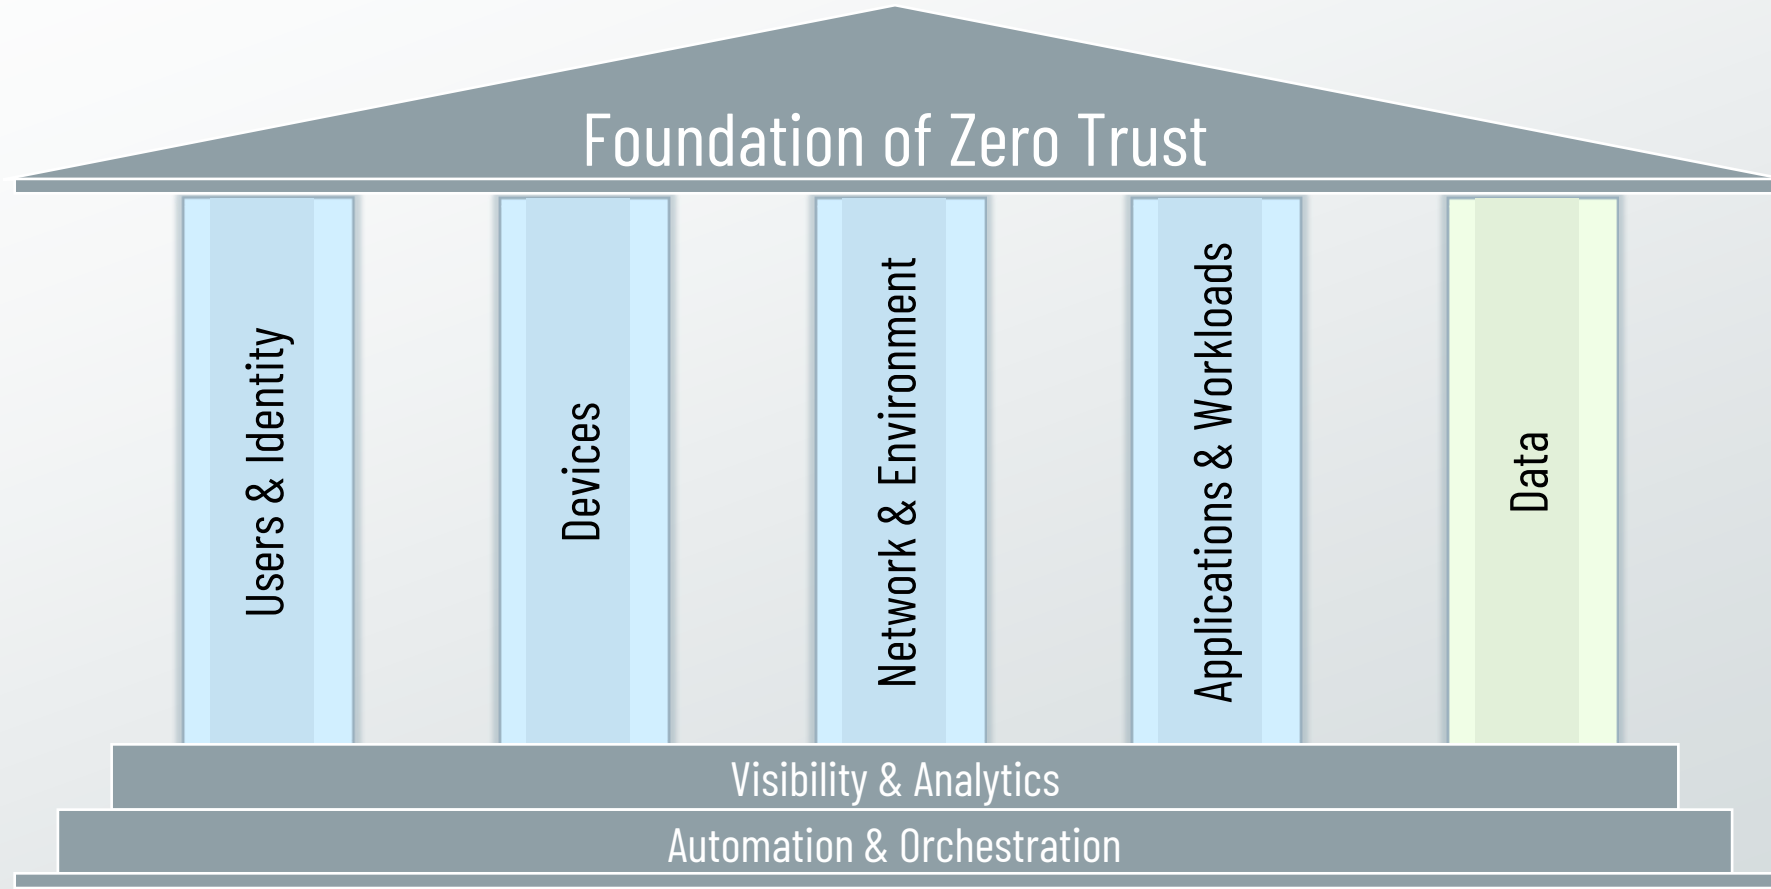 Foundation of Zero Trust
Users & Identity
Devices
Network & Environment
Applications & Workloads
Data
Visibility & Analytics
Automation & Orchestration